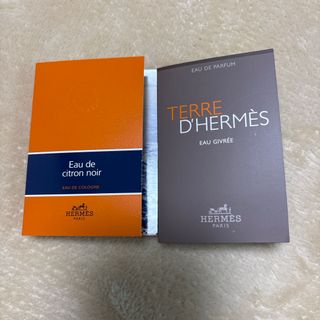 Eau de
citron noir
EAU DE COLOGNE
HERMÈS
PARIS
EAU DE PARFUM
TERRE
D'HERMÈS
EAU GIVRÉE
HERMÈS
PARIS